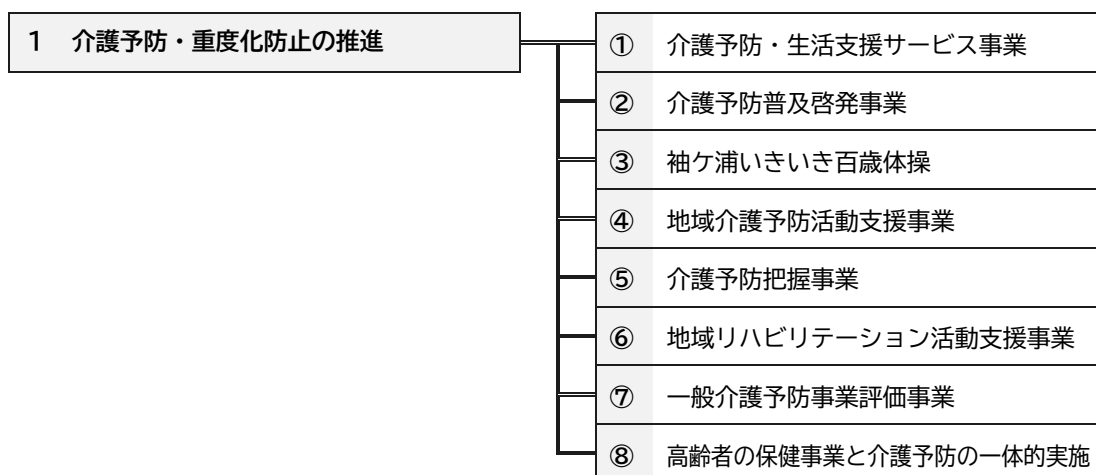 1 介護予防・重度化防止の推進
① 介護予防・生活支援サービス事業
② 介護予防普及啓発事業
③ 袖ケ浦いきいき百歳体操
④ 地域介護予防活動支援事業
⑤ 介護予防把握事業
⑥ 地域リハビリテーション活動支援事業
⑦ 一般介護予防事業評価事業
⑧ 高齢者の保健事業と介護予防の一体的実施